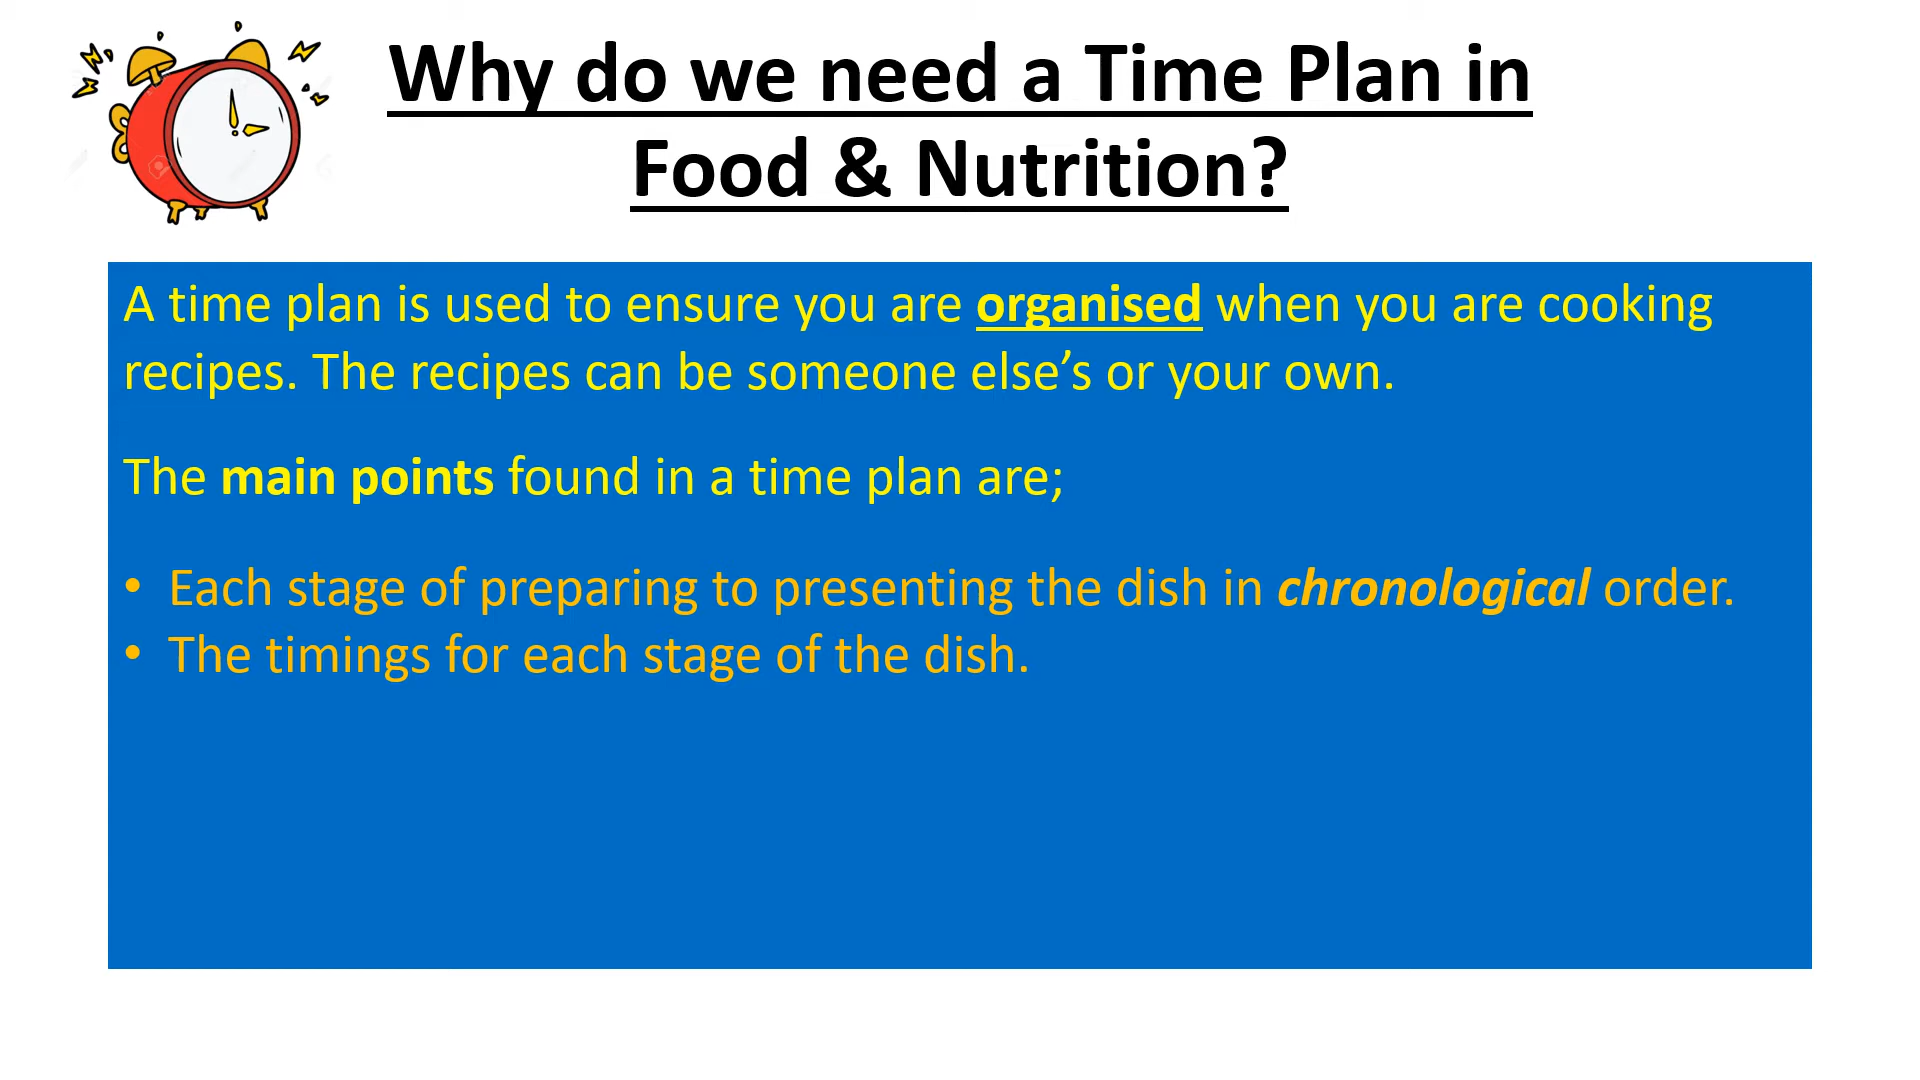 Why do we need a Time Plan in
Food & Nutrition?
A time plan is used to ensure you are organised when you are cooking
recipes. The recipes can be someone else’s or your own.
The main points found in a time plan are;
• Each stage of preparing to presenting the dish in chronological order.
• The timings for each stage of the dish.